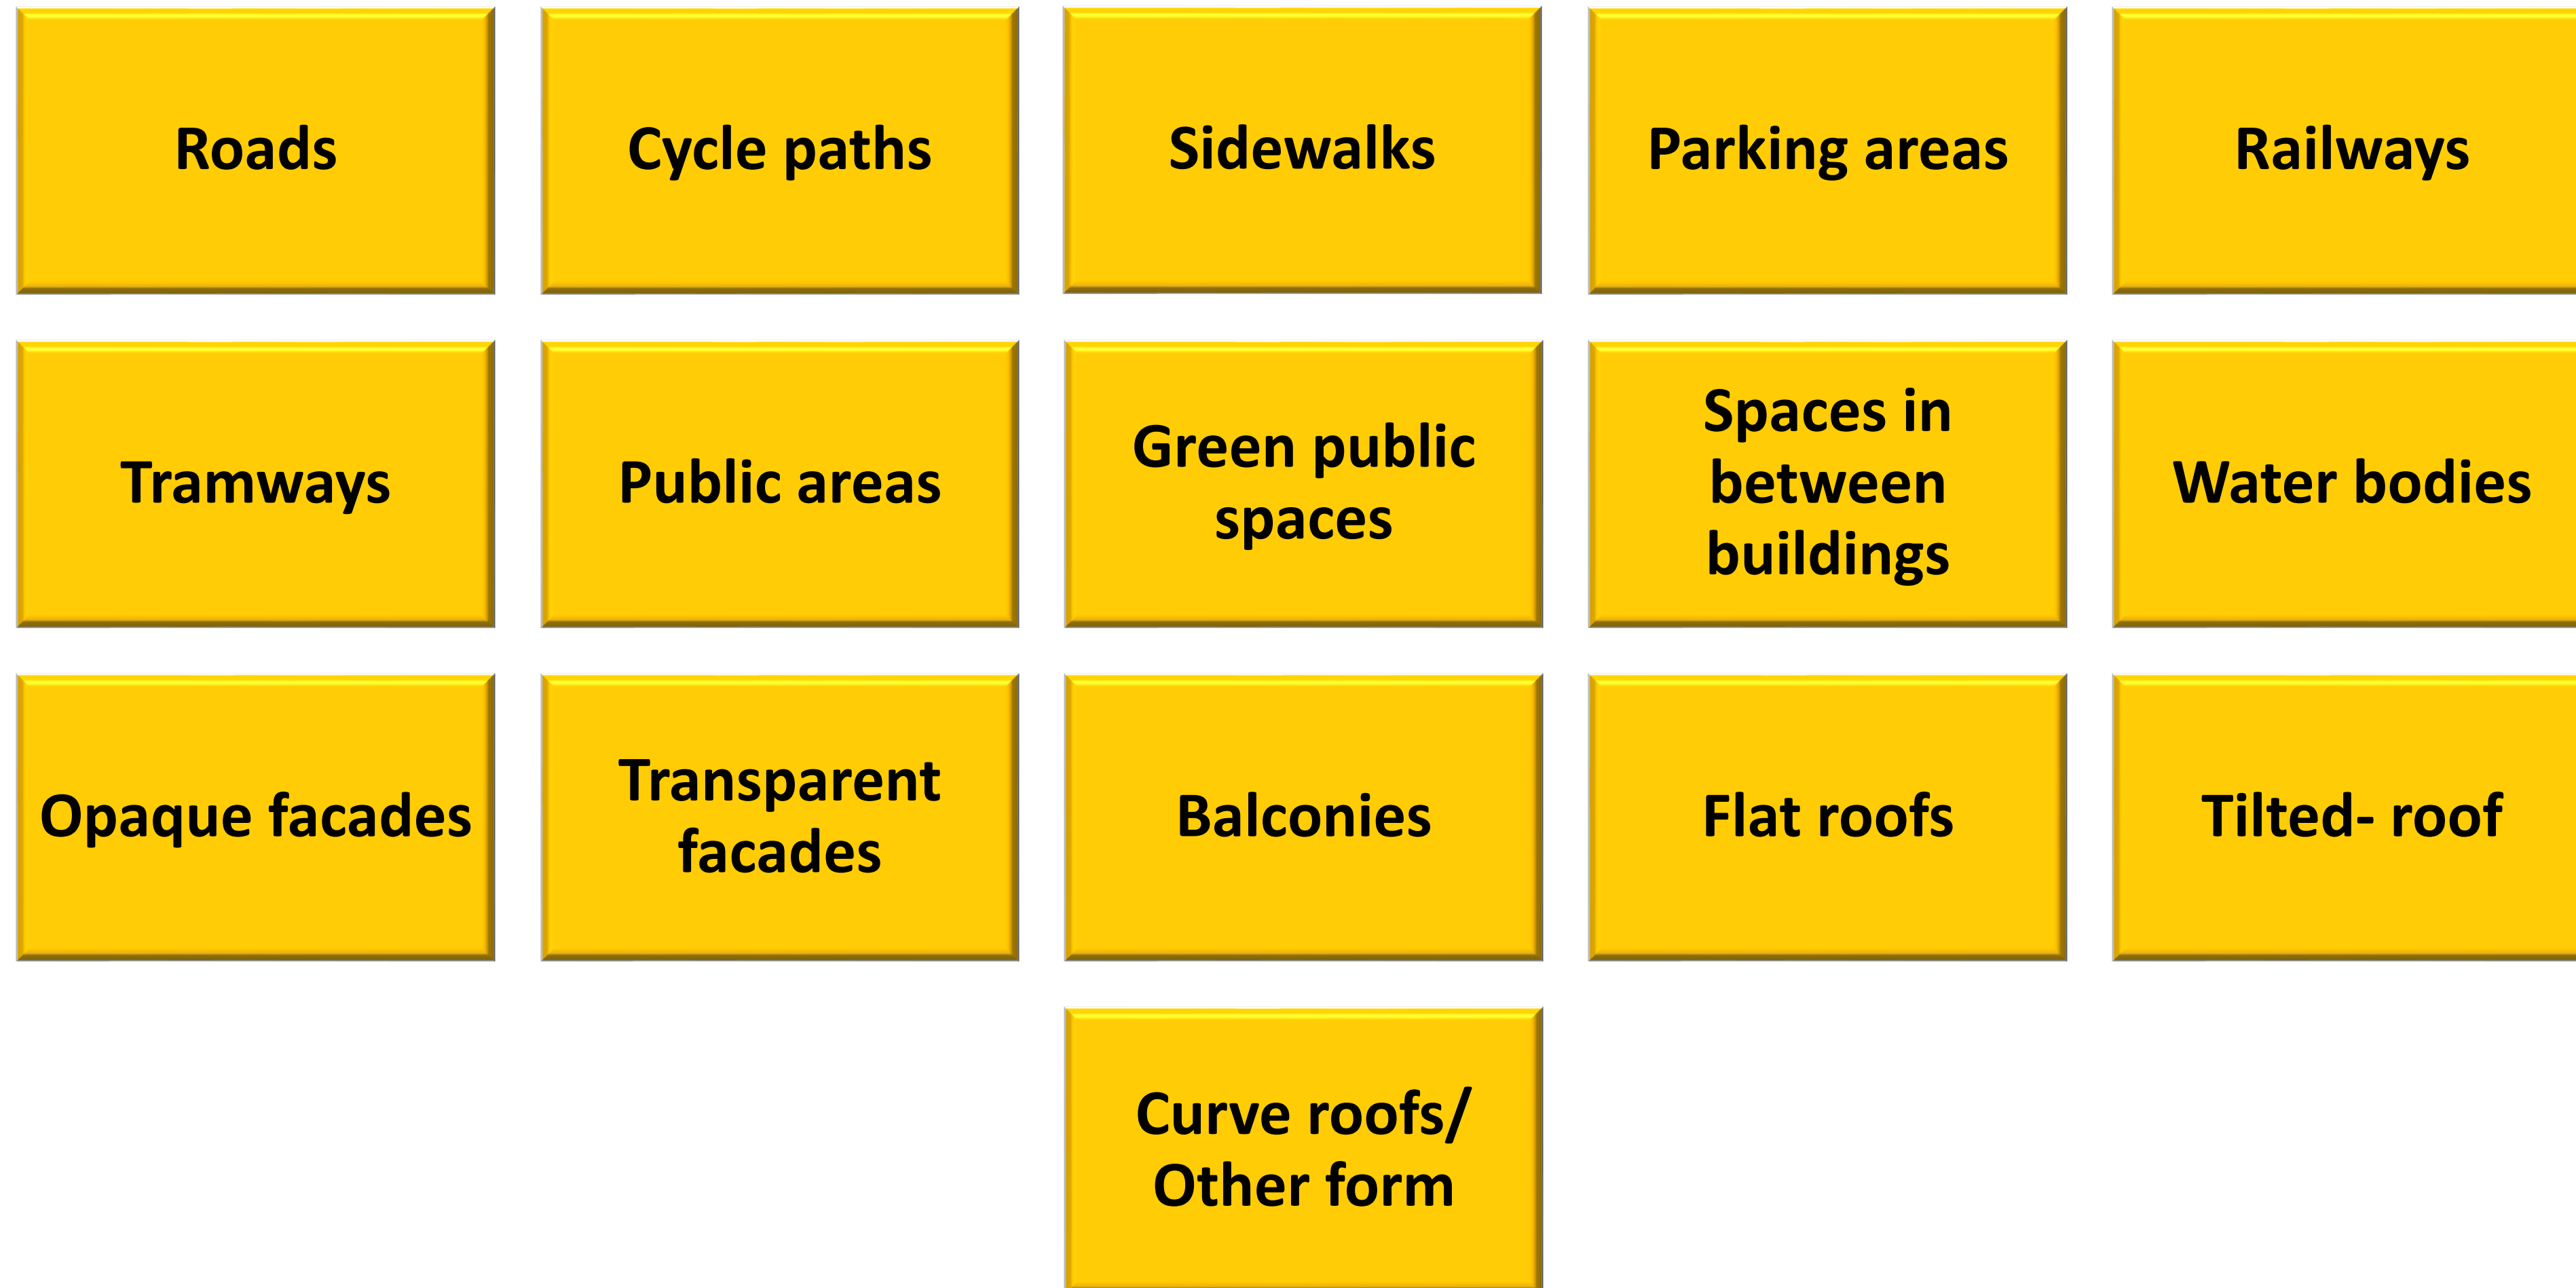 Roads
Cycle paths
Sidewalks
Parking areas
Railways
Tramways
Public areas
Green public
spaces
Spaces in
between
buildings
Water bodies
Opaque facades
Transparent
facades
Balconies
Flat roofs
Tilted- roof
Curve roofs/
Other form